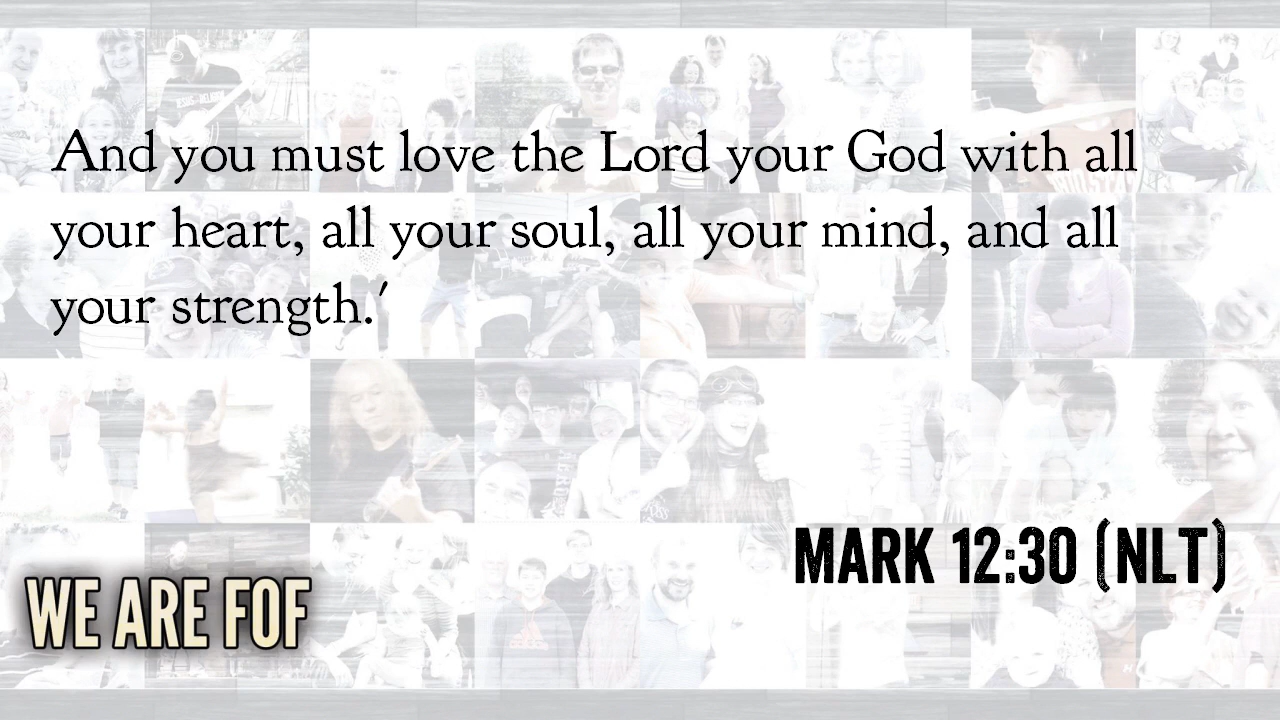 And you must love the Lord your God with all
your heart, all your soul, all your mind, and all
your strength.'
MARK 12:30 (NLT)
WE ARE FOF